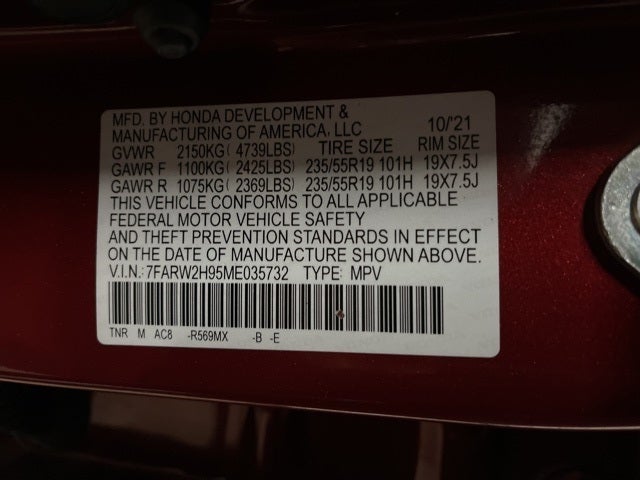 MFD. BY HONDA DEVELOPMENT &
MANUFACTURING OF AMERICA, LLC 10/'21
GVWR 2150KG( 4739LBS) TIRE SIZE RIM SIZE
GAWR F 1100KG( 2425LBS) 235/55R19 101H 19X7.5J
GAWR R 1075KG( 2369LBS) 235/55R19 101H 19X7.5J
THIS VEHICLE CONFORMS TO ALL APPLICABLE
FEDERAL MOTOR VEHICLE SAFETY
AND THEFT PREVENTION STANDARDS IN EFFECT
ON THE DATE OF MANUFACTURE SHOWN ABOVE.
V.I.N.: 7FARW2H95ME035732 TYPE: MPV
TNR M AC8 -R569MX -B -E